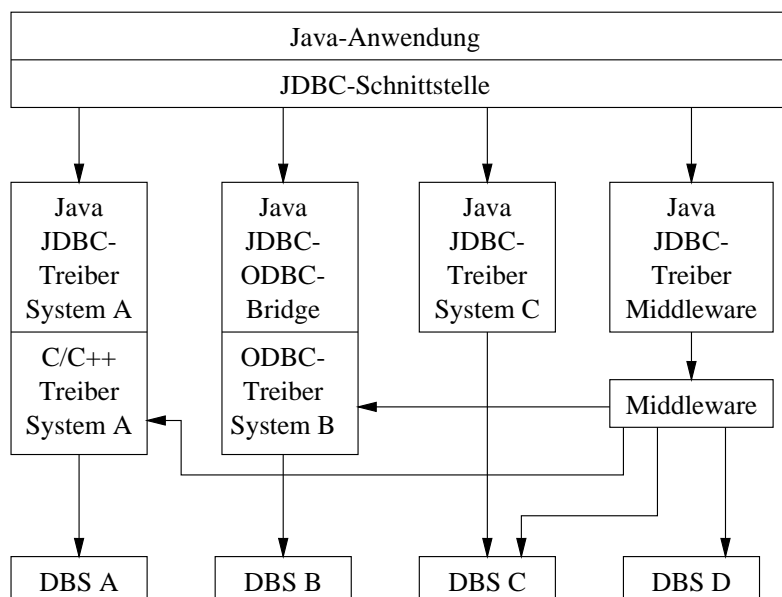 Java-Anwendung
JDBC-Schnittstelle
Java
JDBC-
Treiber
System A
Java
JDBC-
ODBC-
Bridge
Java
JDBC-
Treiber
System C
Java
JDBC-
Treiber
Middleware
C/C++
Treiber
System A
ODBC-
Treiber
System B
Middleware
DBS A
DBS B
DBS C
DBS D